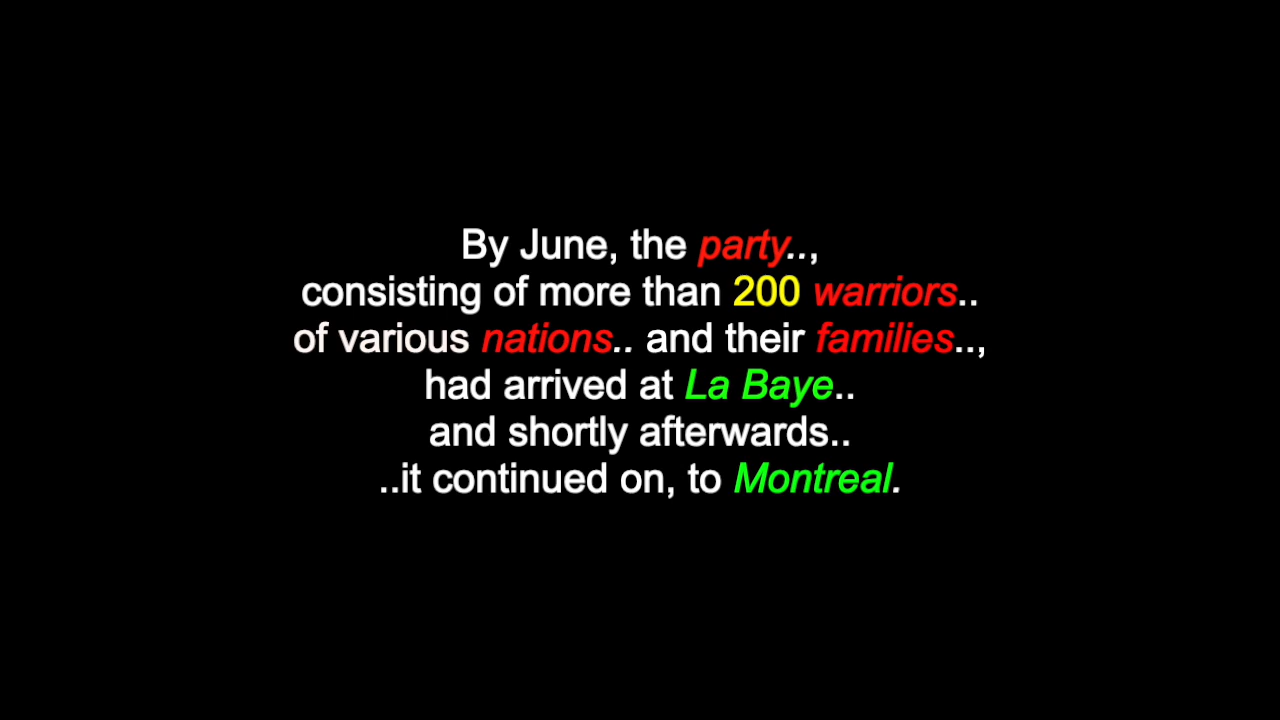 By June, the party..,
consisting of more than 200 warriors..
of various nations.. and their families..,
had arrived at La Baye..
and shortly afterwards..
..it continued on, to Montreal.